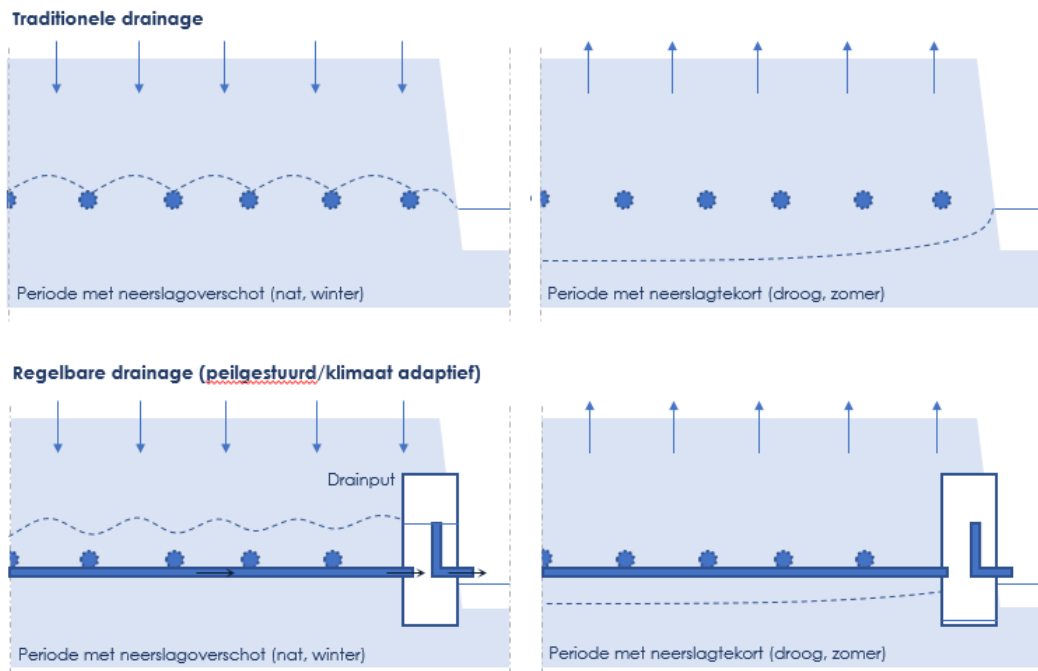 Traditionele drainage
Periode met neerslagoverschot (nat, winter)
Periode met neerslagtekort (droog, zomer)
Regelbare drainage (peilgestuurd/klimaat adaptief)
Drainput
Periode met neerslagoverschot (nat, winter)
Periode met neerslagtekort (droog, zomer)